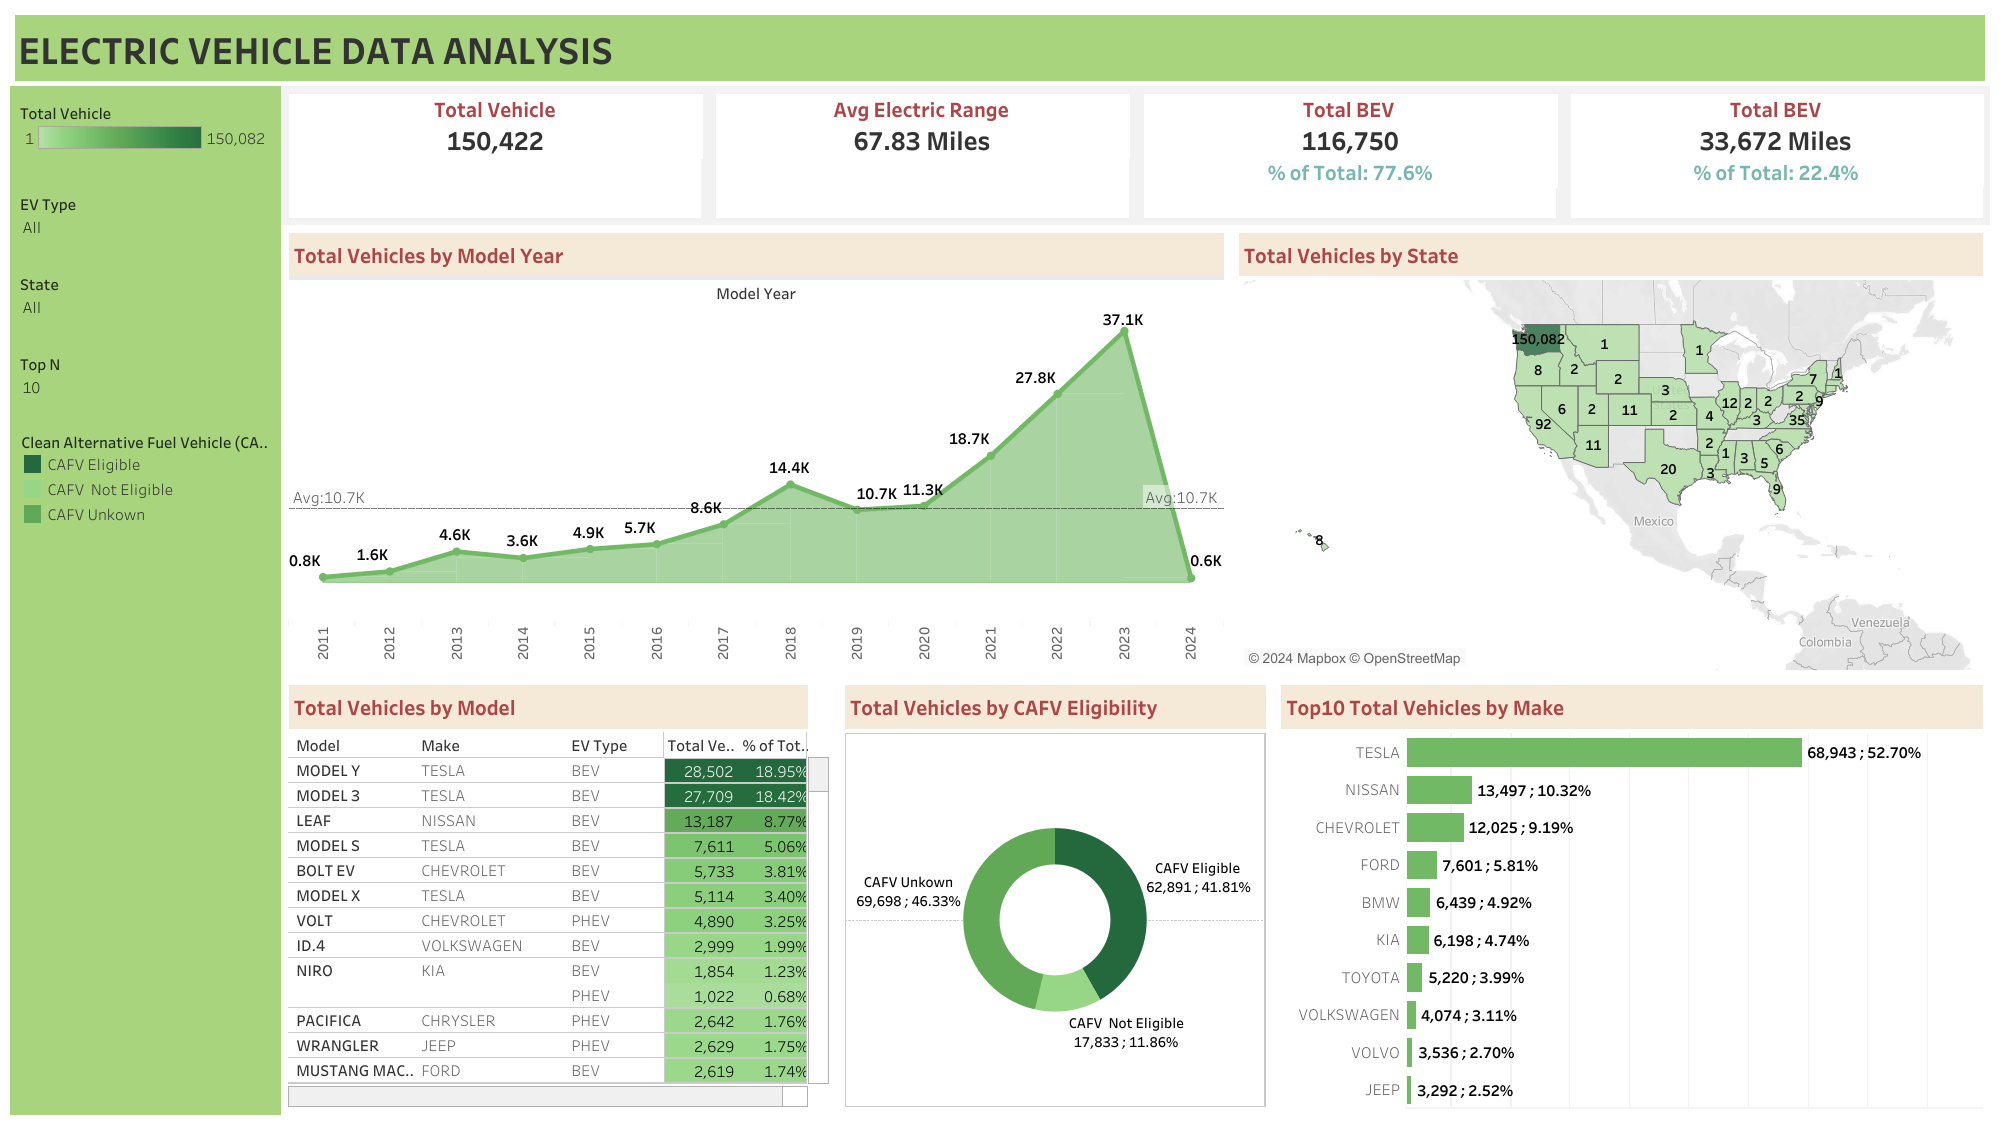 ELECTRIC VEHICLE DATA ANALYSIS
Total Vehicle
1 150,082
EV Type
All
State
All
Top N
10
Clean Alternative Fuel Vehicle (CA..
CAFV Eligible
CAFV Not Eligible
CAFV Unkown
Total Vehicle
150,422
Avg Electric Range
67.83 Miles
Total BEV
116,750
% of Total: 77.6%
Total BEV
33,672 Miles
% of Total: 22.4%
Total Vehicles by Model Year
Model Year
37.1K
27.8K
18.7K
14.4K
10.7K 11.3K
Avg:10.7K Avg:10.7K
8.6K
5.7K
4.9K
4.6K
3.6K
1.6K
0.8K
0.6K
2011 2012 2013 2014 2015 2016 2017 2018 2019 2020 2021 2022 2023 2024
Total Vehicles by State
150,082 1 1
8 2 2 3 7 1
92 6 2 11 2 4 12 2 2 3 2 9 35
11 20 2 3 1 3 5 6 9
8
United States
Mexico
Venezuela
Colombia
© 2024 Mapbox © OpenStreetMap
Total Vehicles by Model
Model Make EV Type Total Ve.. % of Tot..
MODEL Y TESLA BEV 28,502 18.95%
MODEL 3 TESLA BEV 27,709 18.42%
LEAF NISSAN BEV 13,187 8.77%
MODEL S TESLA BEV 7,611 5.06%
BOLT EV CHEVROLET BEV 5,733 3.81%
MODEL X TESLA BEV 5,114 3.40%
VOLT CHEVROLET PHEV 4,890 3.25%
ID.4 VOLKSWAGEN BEV 2,999 1.99%
NIRO KIA BEV 1,854 1.23%
PHEV 1,022 0.68%
PACIFICA CHRYSLER PHEV 2,642 1.76%
WRANGLER JEEP PHEV 2,629 1.75%
MUSTANG MAC.. FORD BEV 2,619 1.74%
Total Vehicles by CAFV Eligibility
CAFV Eligible
62,891 ; 41.81%
CAFV Unkown
69,698 ; 46.33%
CAFV Not Eligible
17,833 ; 11.86%
Top10 Total Vehicles by Make
TESLA 68,943 ; 52.70%
NISSAN 13,497 ; 10.32%
CHEVROLET 12,025 ; 9.19%
FORD 7,601 ; 5.81%
BMW 6,439 ; 4.92%
KIA 6,198 ; 4.74%
TOYOTA 5,220 ; 3.99%
VOLKSWAGEN 4,074 ; 3.11%
VOLVO 3,536 ; 2.70%
JEEP 3,292 ; 2.52%